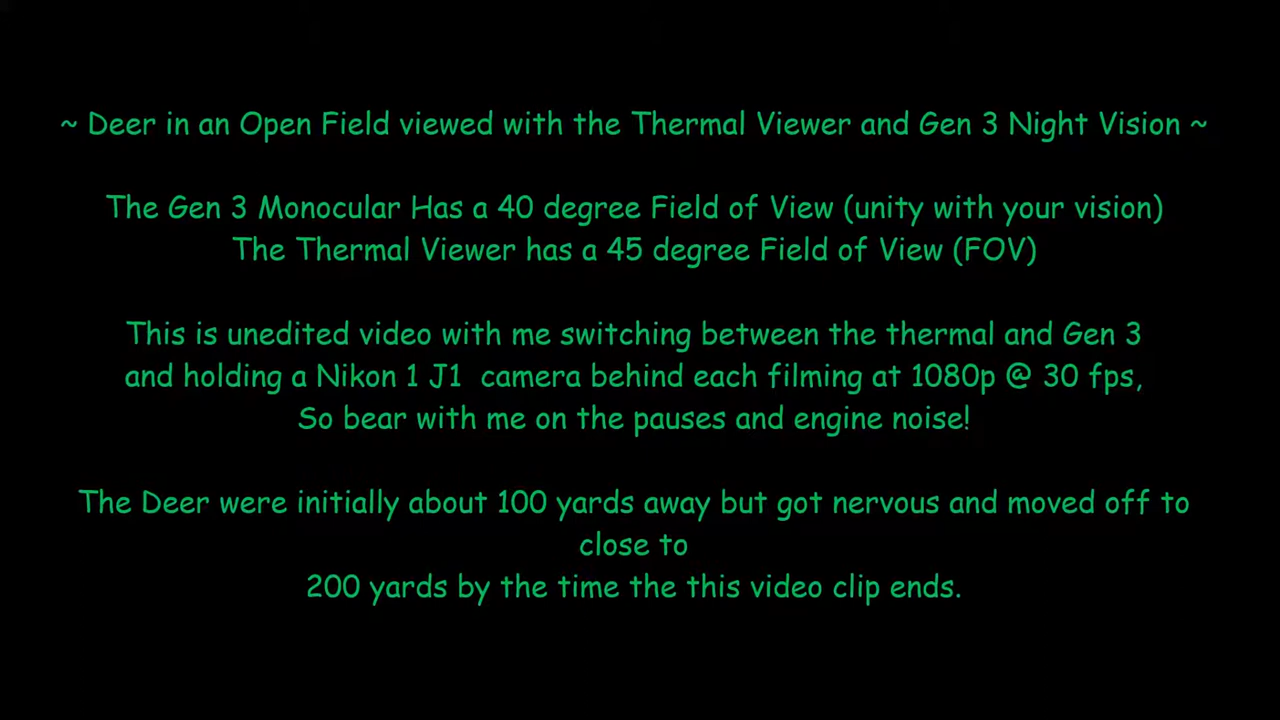 ~ Deer in an Open Field viewed with the Thermal Viewer and Gen 3 Night Vision ~
The Gen 3 Monocular Has a 40 degree Field of View (unity with your vision)
The Thermal Viewer has a 45 degree Field of View (FOV)
This is unedited video with me switching between the thermal and Gen 3
and holding a Nikon 1 J1  camera behind each filming at 1080p @ 30 fps,
So bear with me on the pauses and engine noise!
The Deer were initially about 100 yards away but got nervous and moved off to
close to
200 yards by the time the this video clip ends.